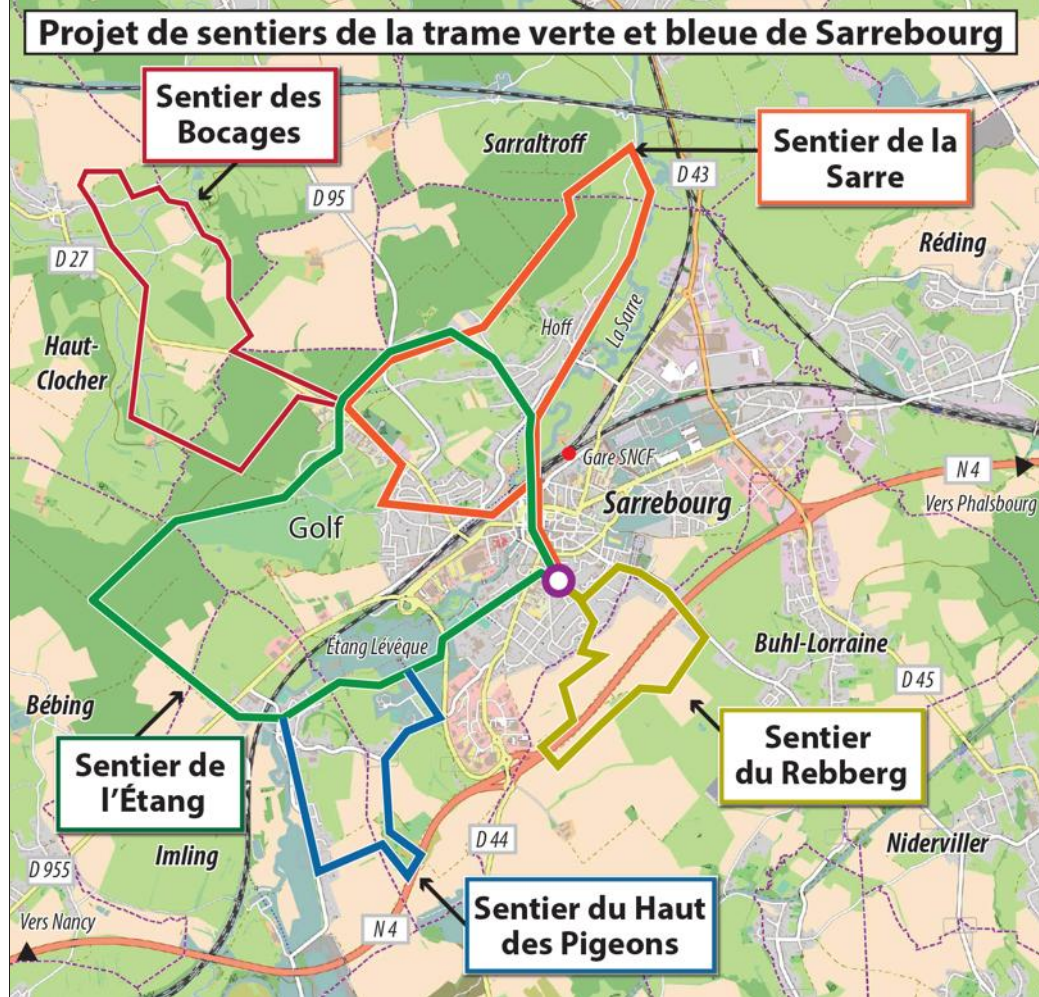 Projet de sentiers de la trame verte et bleue de Sarrebourg
Sentier des
Bocages
Sarraltroff
Sentier de la
Sarre
D 95
D 43
Réding
D 27
Hoff
La Sarre
Haut-
Clocher
Gare SNCF
N 4
Vers Phalsbourg
Golf
Sarrebourg
Étang Lévêque
Buhl-Lorraine
D 45
Bébing
Sentier de
l'Étang
Sentier
du Rebberg
Imling
D 44
Niderviller
D 955
Vers Nancy
N 4
Sentier du Haut
des Pigeons